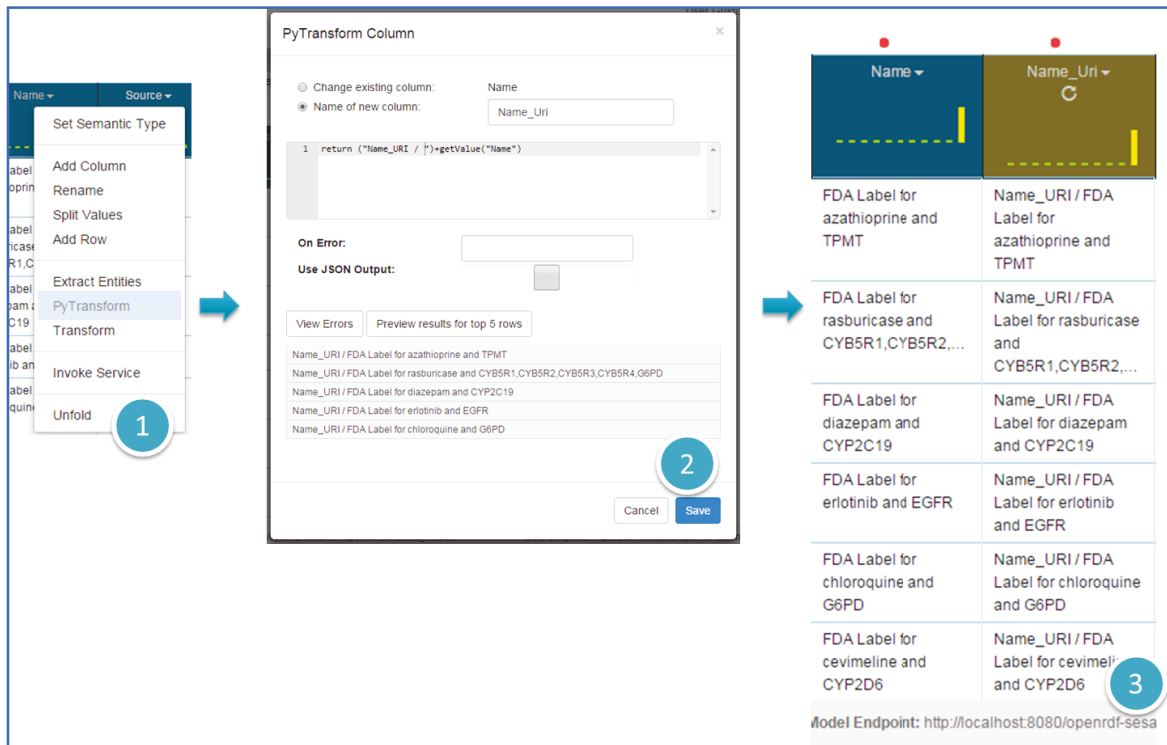 Name
Source
Set Semantic Type
Add Column
Rename
Split Values
Add Row
Extract Entities
PyTransform
Transform
Invoke Service
Unfold
1
PyTransform Column
×
Change existing column: Name
Name of new column: Name_Uri
1 return ("Name_URI / ")+getValue("Name")
On Error:
Use JSON Output:
View Errors Preview results for top 5 rows
Name_URI / FDA Label for azathioprine and TPMT
Name_URI / FDA Label for rasburicase and CYB5R1,CYB5R2,CYB5R3,CYB5R4,G6PD
Name_URI / FDA Label for diazepam and CYP2C19
Name_URI / FDA Label for erlotinib and EGFR
Name_URI / FDA Label for chloroquine and G6PD
2
Cancel Save
Name Name_Uri
FDA Label for
azathioprine and
TPMT
Name_URI / FDA
Label for
azathioprine and
TPMT
FDA Label for
rasburicase and
CYB5R1,CYB5R2,...
Name_URI / FDA
Label for rasburicase
and
CYB5R1,CYB5R2,...
FDA Label for
diazepam and
CYP2C19
Name_URI / FDA
Label for diazepam
and CYP2C19
FDA Label for
erlotinib and EGFR
Name_URI / FDA
Label for erlotinib
and EGFR
FDA Label for
chloroquine and
G6PD
Name_URI / FDA
Label for chloroquine
and G6PD
FDA Label for
cevimeline and
CYP2D6
Name_URI / FDA
Label for cevimeli
and CYP2D6
3
Model Endpoint: http://localhost:8080/openrdf-sesa